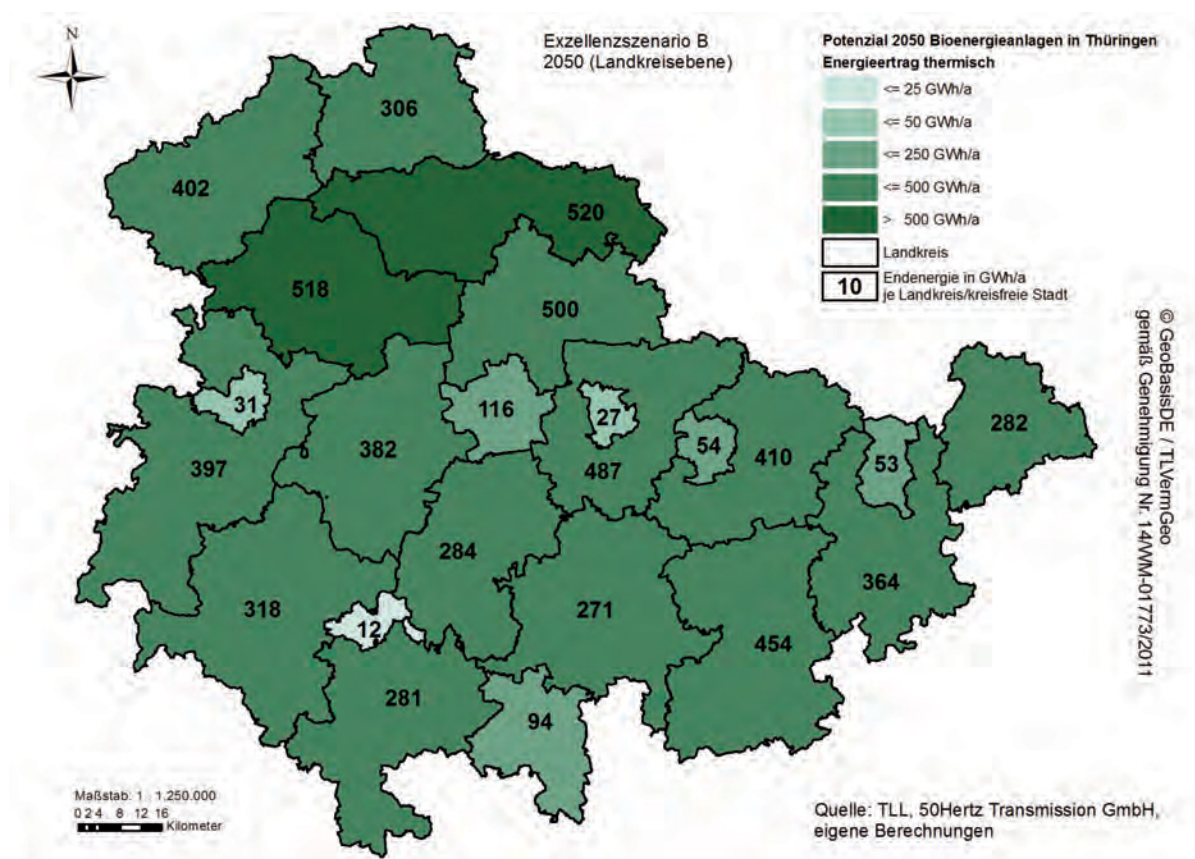 N
Exzellenzszenario B
2050 (Landkreisebene)
Potenzial 2050 Bioenergieanlagen in Thüringen
Energieertrag thermisch
<= 25 GWh/a
<= 50 GWh/a
<= 250 GWh/a
<= 500 GWh/a
> 500 GWh/a
Landkreis
10 Endenergie in GWh/a
je Landkreis/kreisfreie Stadt
306
402
520
518
500
31
116
27
282
397
382
54
410
53
487
284
318
271
364
12
454
281
94
© GeoBasisDE / TLVermGeo
gemäß Genehmigung Nr. 14/WM-01773/2011
Maßstab: 1 : 1.250.000
0 2 4 8 12 16
Kilometer
Quelle: TLL, 50Hertz Transmission GmbH,
eigene Berechnungen